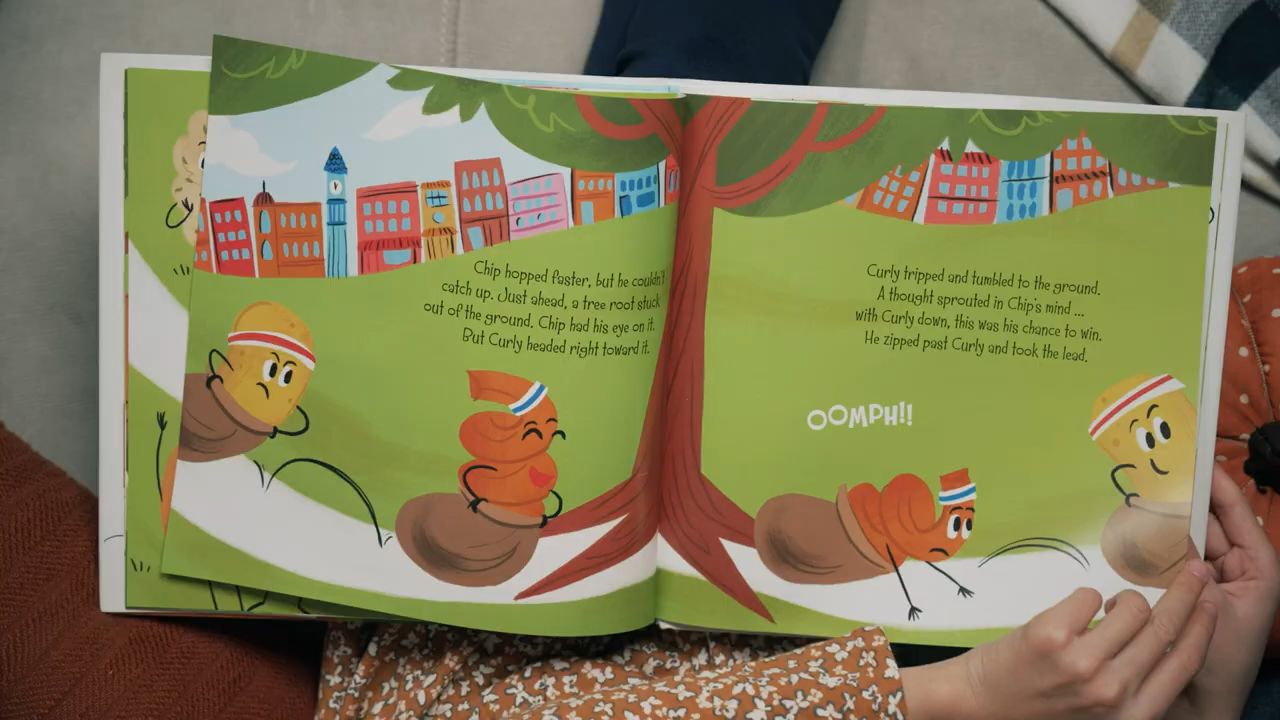 Chip hopped faster, but he couldn't
catch up. Just ahead, a tree root stuck
out of the ground. Chip had his eye on it.
But Curly headed right toward it.
Curly tripped and tumbled to the ground.
A thought sprouted in Chip's mind ...
with Curly down, this was his chance to win.
He zipped past Curly and took the lead.
OOMPH!!